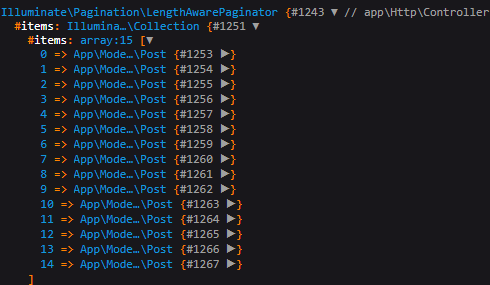 Illuminate\Pagination\LengthAwarePaginator {#1243 ▼ // app\Http\Controller
#items: Illumina…\Collection {#1251 ▼
#items: array:15 [▼
0 => App\Mode…\Post {#1253 ▶}
1 => App\Mode…\Post {#1254 ▶}
2 => App\Mode…\Post {#1255 ▶}
3 => App\Mode…\Post {#1256 ▶}
4 => App\Mode…\Post {#1257 ▶}
5 => App\Mode…\Post {#1258 ▶}
6 => App\Mode…\Post {#1259 ▶}
7 => App\Mode…\Post {#1260 ▶}
8 => App\Mode…\Post {#1261 ▶}
9 => App\Mode…\Post {#1262 ▶}
10 => App\Mode…\Post {#1263 ▶}
11 => App\Mode…\Post {#1264 ▶}
12 => App\Mode…\Post {#1265 ▶}
13 => App\Mode…\Post {#1266 ▶}
14 => App\Mode…\Post {#1267 ▶}
]